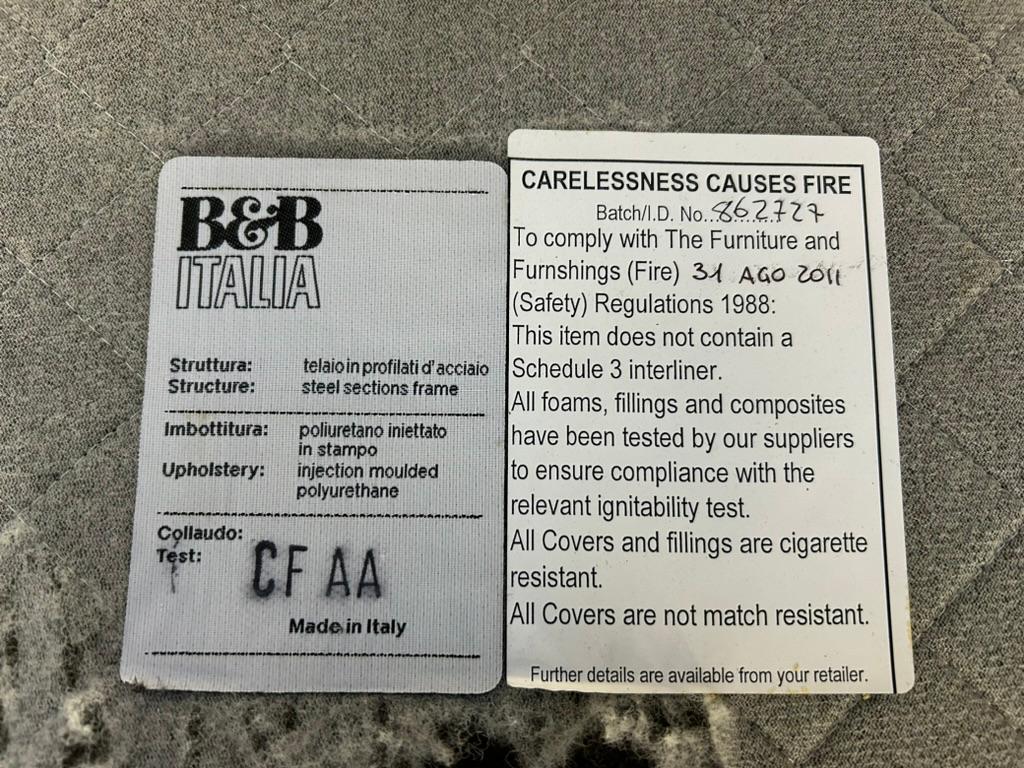 B&B
ITALIA
Struttura: telaio in profilati d'acciaio
Structure: steel sections frame
Imbottitura: poliuretano iniettato
in stampo
Upholstery: injection moulded
polyurethane
Collaudo:
Test: CF AA
Made in Italy
CARELESSNESS CAUSES FIRE
Batch/I.D. No..862727
To comply with The Furniture and
Furnshings (Fire) 31 AGO 2011
(Safety) Regulations 1988:
This item does not contain a
Schedule 3 interliner.
All foams, fillings and composites
have been tested by our suppliers
to ensure compliance with the
relevant ignitability test.
All Covers and fillings are cigarette
resistant.
All Covers are not match resistant.
Further details are available from your retailer.